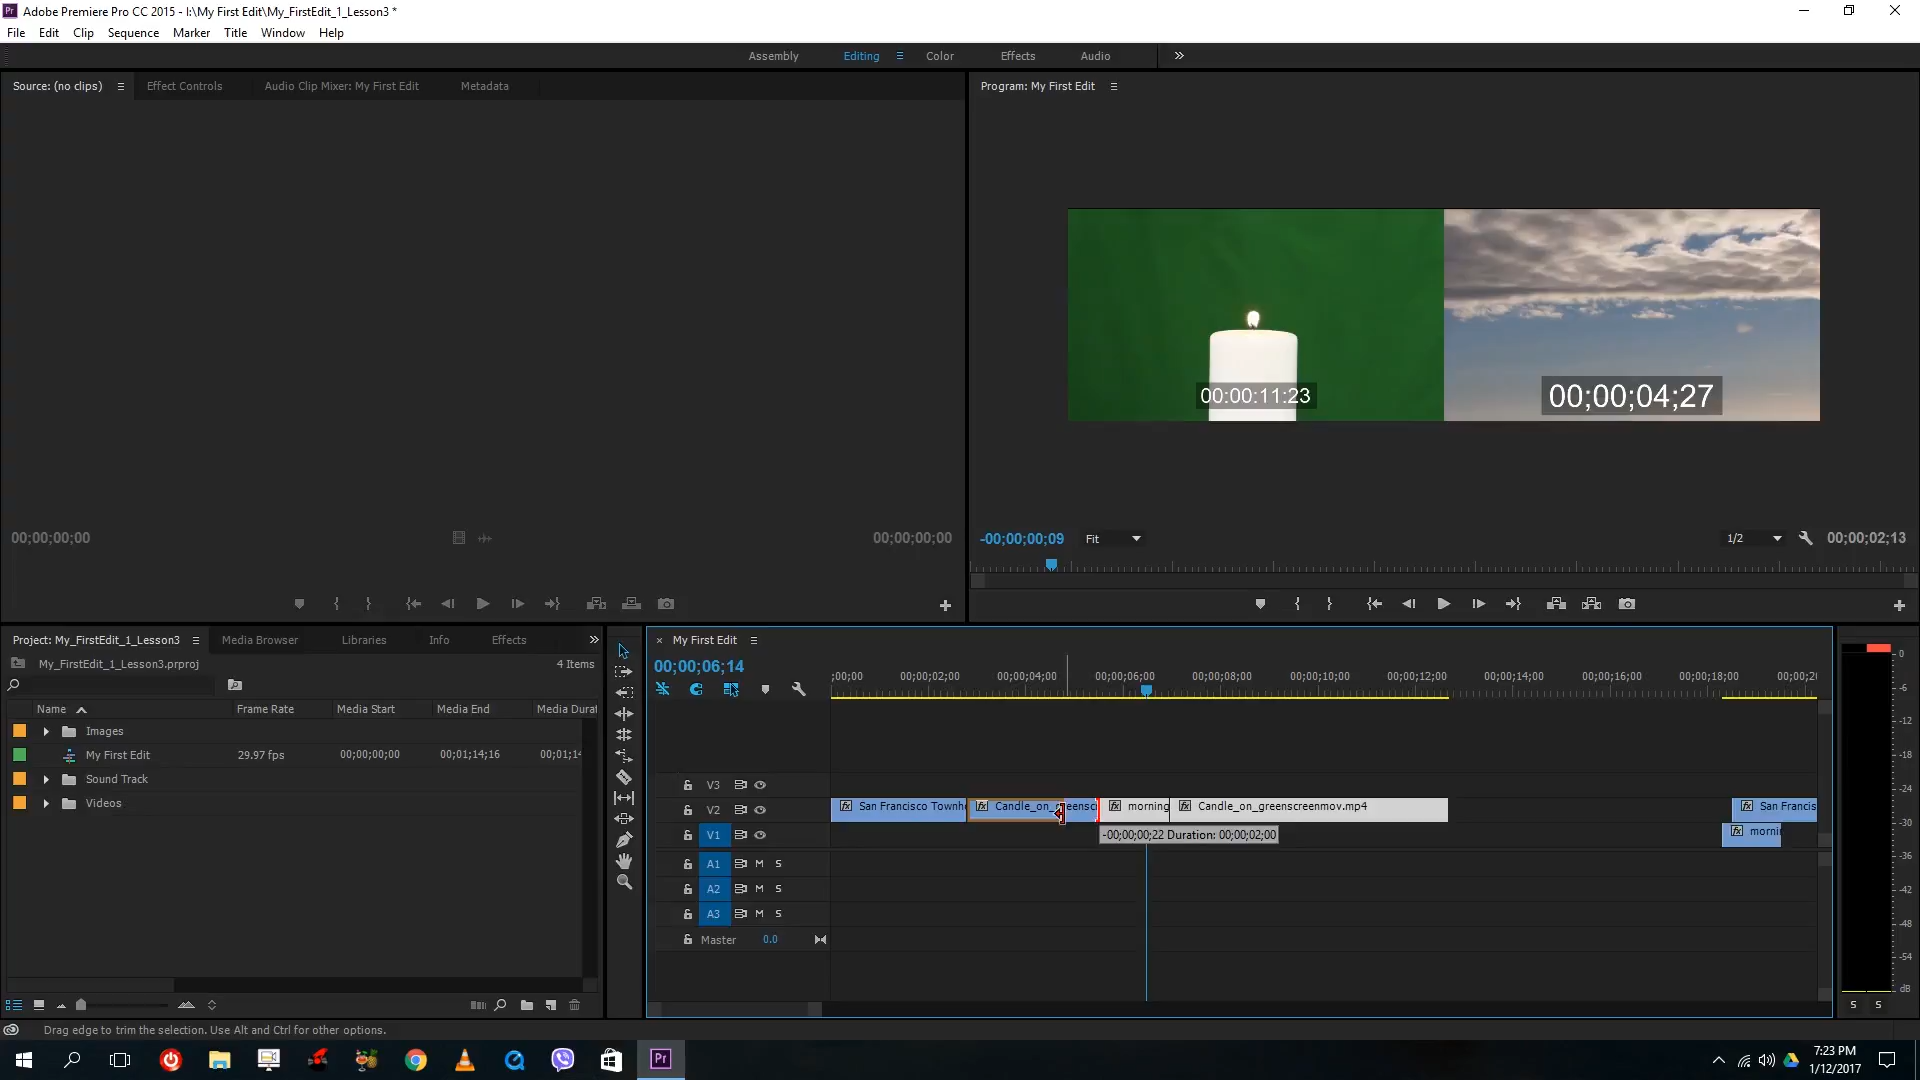 Pr Adobe Premiere Pro CC 2015 - I:\My First Edit\My_FirstEdit_1_Lesson3 *
File Edit Clip Sequence Marker Title Window Help
Assembly Editing Color Effects Audio
Source: (no clips) Effect Controls Audio Clip Mixer: My First Edit Metadata
Program: My First Edit
00:00:11:23
00;00;04;27
00;00;00;00 00;00;00;00
-00;00;00;09 Fit 1/2 00;00;02;13
Project: My_FirstEdit_1_Lesson3 Media Browser Libraries Info Effects
My_FirstEdit_1_Lesson3.prproj 4 Items
Name Frame Rate Media Start Media End Media Durat
Images
My First Edit 29.97 fps 00;00;00;00 00;01;14;16 00;01;14
Sound Track
Videos
× My First Edit
00;00;06;14
;00;00 00;00;02;00 00;00;04;00 00;00;06;00 00;00;08;00 00;00;10;00 00;00;12;00 00;00;14;00 00;00;16;00 00;00;18;00 00;00;20
V3
V2 fx San Francisco Townh fx Candle_on_greensc fx morning fx Candle_on_greenscreenmov.mp4 fx San Francis
V1 -00;00;00;22 Duration: 00;00;02;00 fx morni
A1 M S
A2 M S
A3 M S
Master 0.0
0
-6
-12
-18
-24
-30
-36
-42
-48
-54
dB
S S
Drag edge to trim the selection. Use Alt and Ctrl for other options.
Pr
7:23 PM
1/12/2017